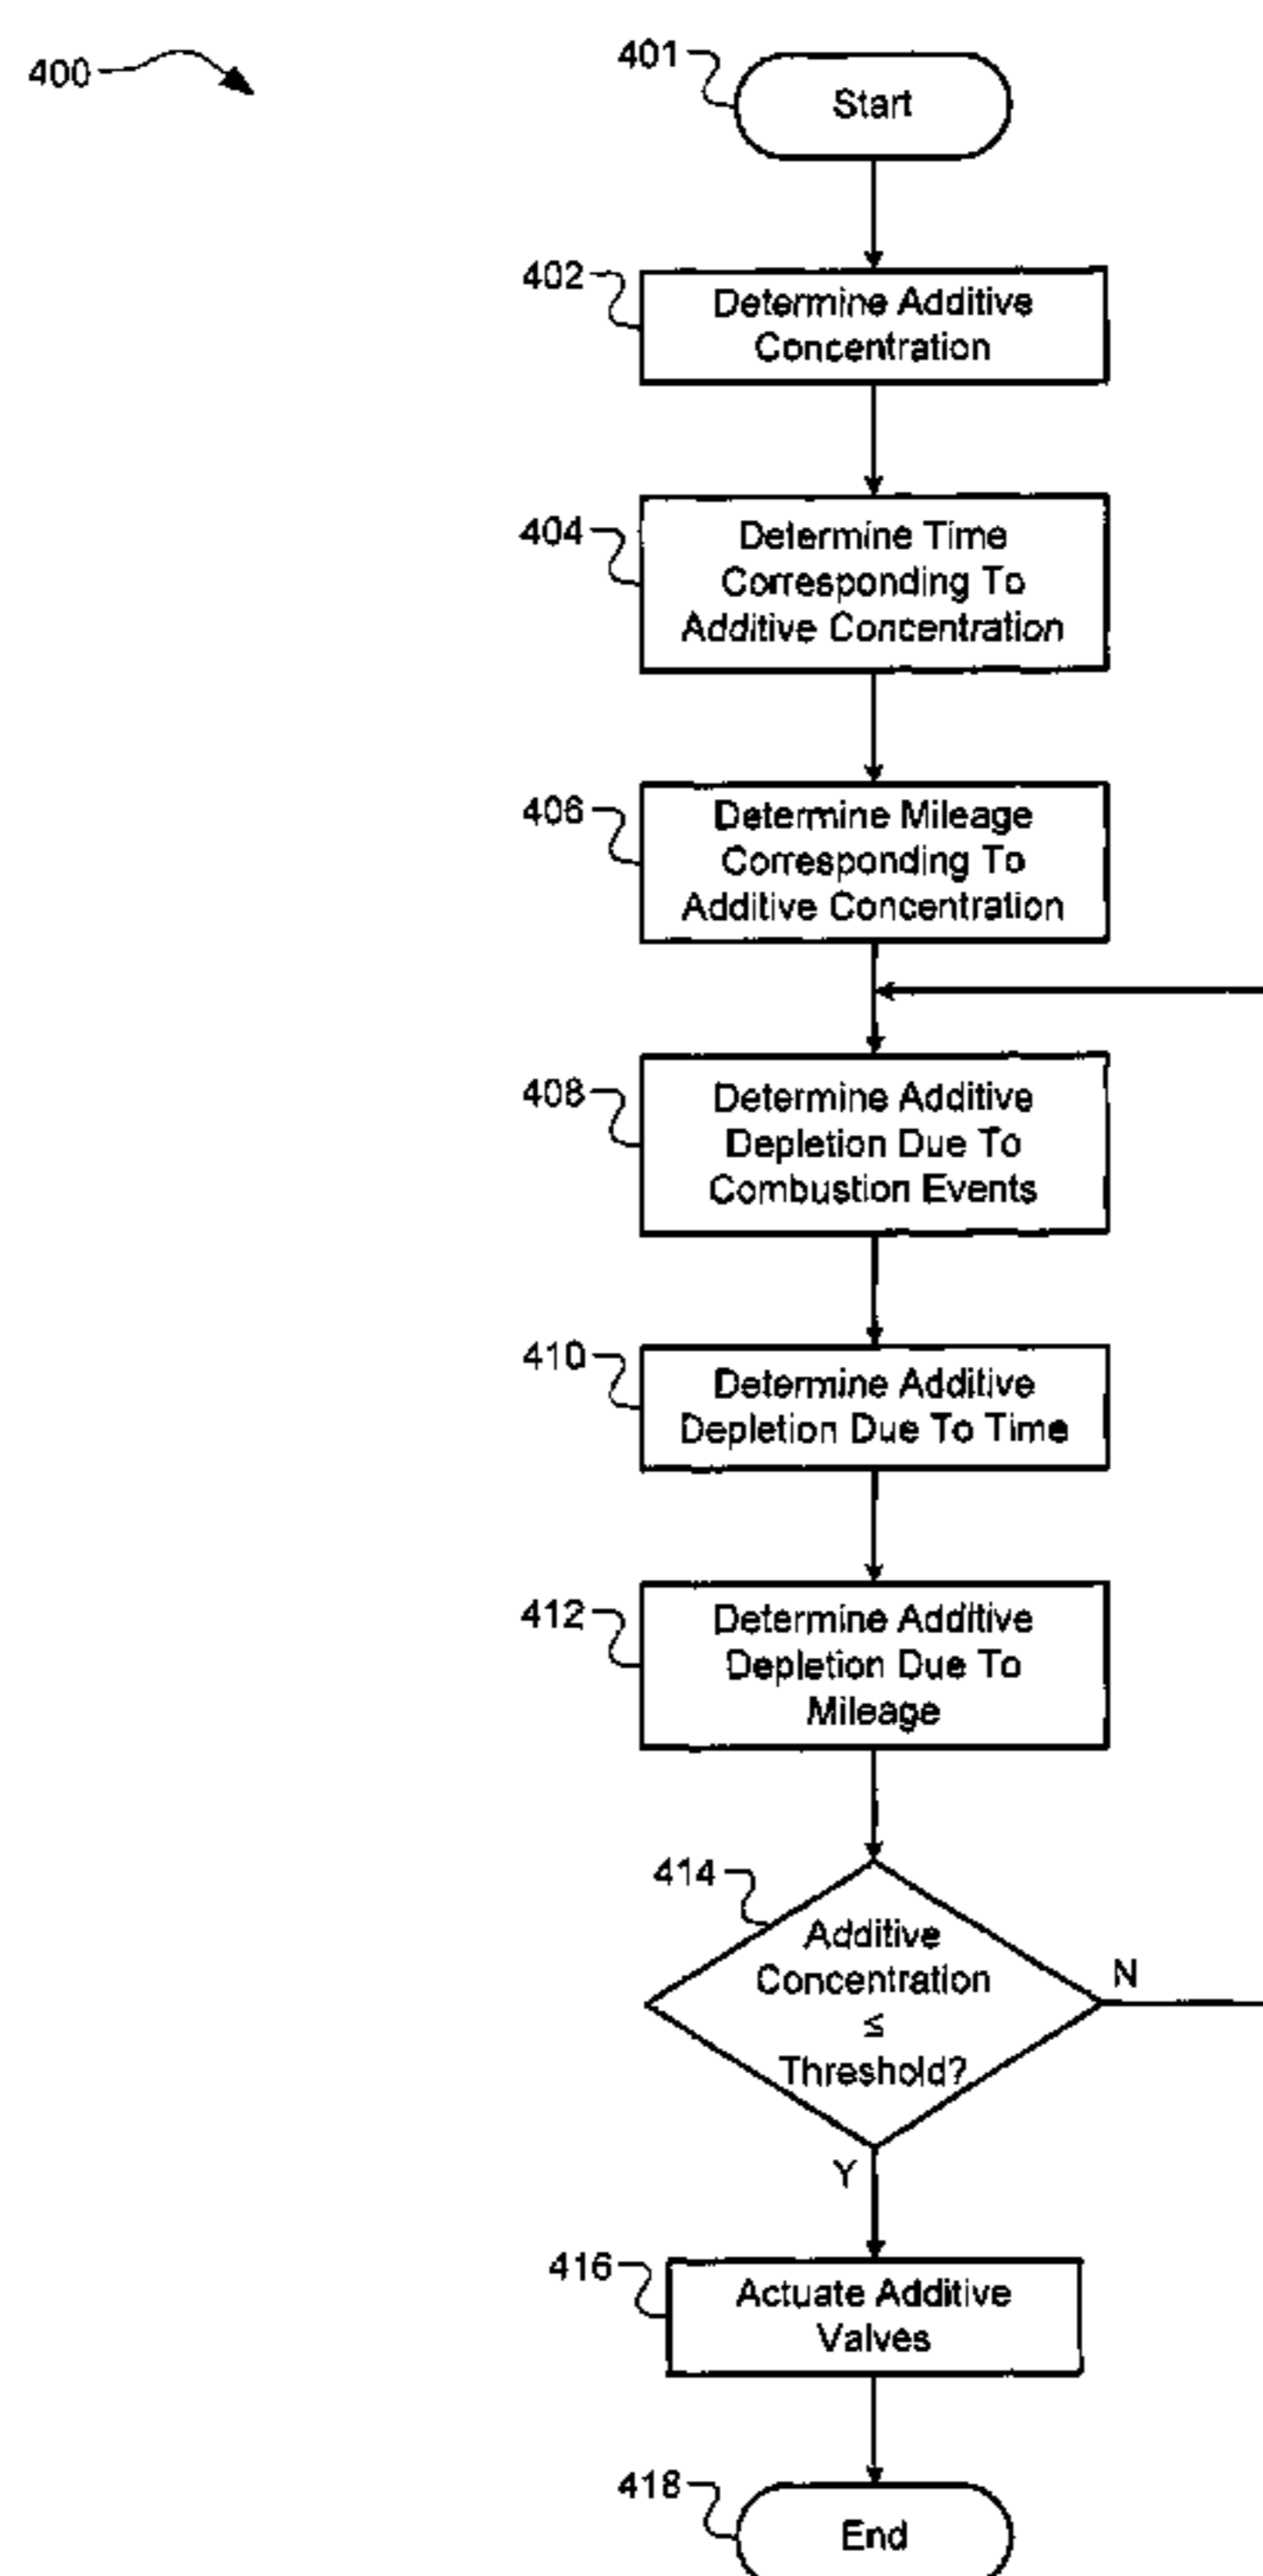 400
401
Start
402
Determine Additive
Concentration
404
Determine Time
Corresponding To
Additive Concentration
406
Determine Mileage
Corresponding To
Additive Concentration
408
Determine Additive
Depletion Due To
Combustion Events
410
Determine Additive
Depletion Due To Time
412
Determine Additive
Depletion Due To
Mileage
414
Additive
Concentration
≤
Threshold?
N
Y
416
Actuate Additive
Valves
418
End